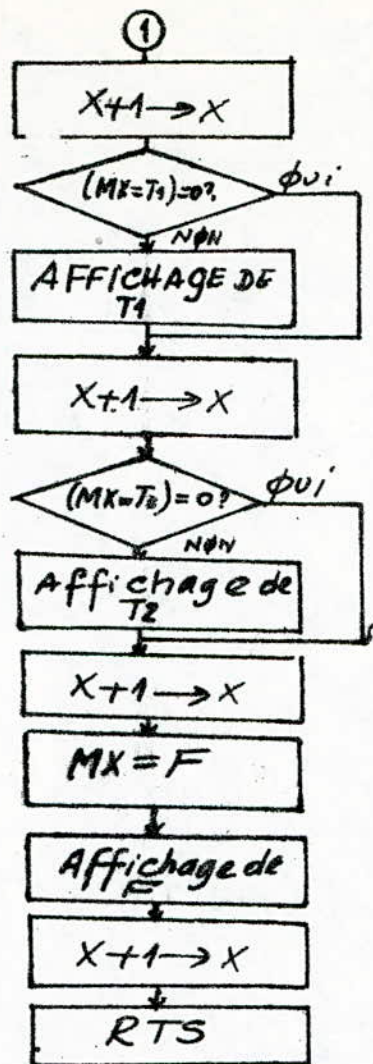 1
X+1→X
(MX=T1)=0?
φui
NφN
AFFICHAGE DE
T1
X+1→X
(MX=T2)=0?
φui
NφN
Affichage de
T2
X+1→X
MX=F
Affichage de
F
X+1→X
RTS